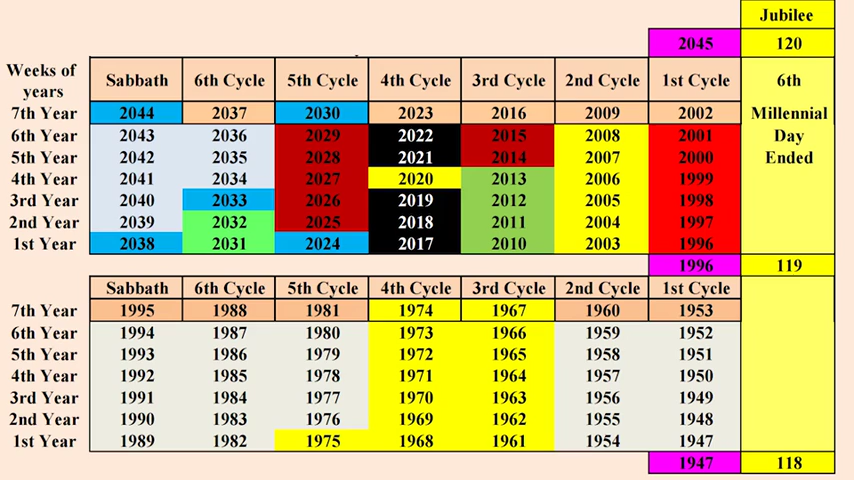 Jubilee
2045 120
Weeks of years Sabbath 6th Cycle 5th Cycle 4th Cycle 3rd Cycle 2nd Cycle 1st Cycle 6th
7th Year 2044 2037 2030 2023 2016 2009 2002 Millennial
6th Year 2043 2036 2029 2022 2015 2008 2001 Day
5th Year 2042 2035 2028 2021 2014 2007 2000 Ended
4th Year 2041 2034 2027 2020 2013 2006 1999
3rd Year 2040 2033 2026 2019 2012 2005 1998
2nd Year 2039 2032 2025 2018 2011 2004 1997
1st Year 2038 2031 2024 2017 2010 2003 1996
1996 119
Sabbath 6th Cycle 5th Cycle 4th Cycle 3rd Cycle 2nd Cycle 1st Cycle
7th Year 1995 1988 1981 1974 1967 1960 1953
6th Year 1994 1987 1980 1973 1966 1959 1952
5th Year 1993 1986 1979 1972 1965 1958 1951
4th Year 1992 1985 1978 1971 1964 1957 1950
3rd Year 1991 1984 1977 1970 1963 1956 1949
2nd Year 1990 1983 1976 1969 1962 1955 1948
1st Year 1989 1982 1975 1968 1961 1954 1947
1947 118